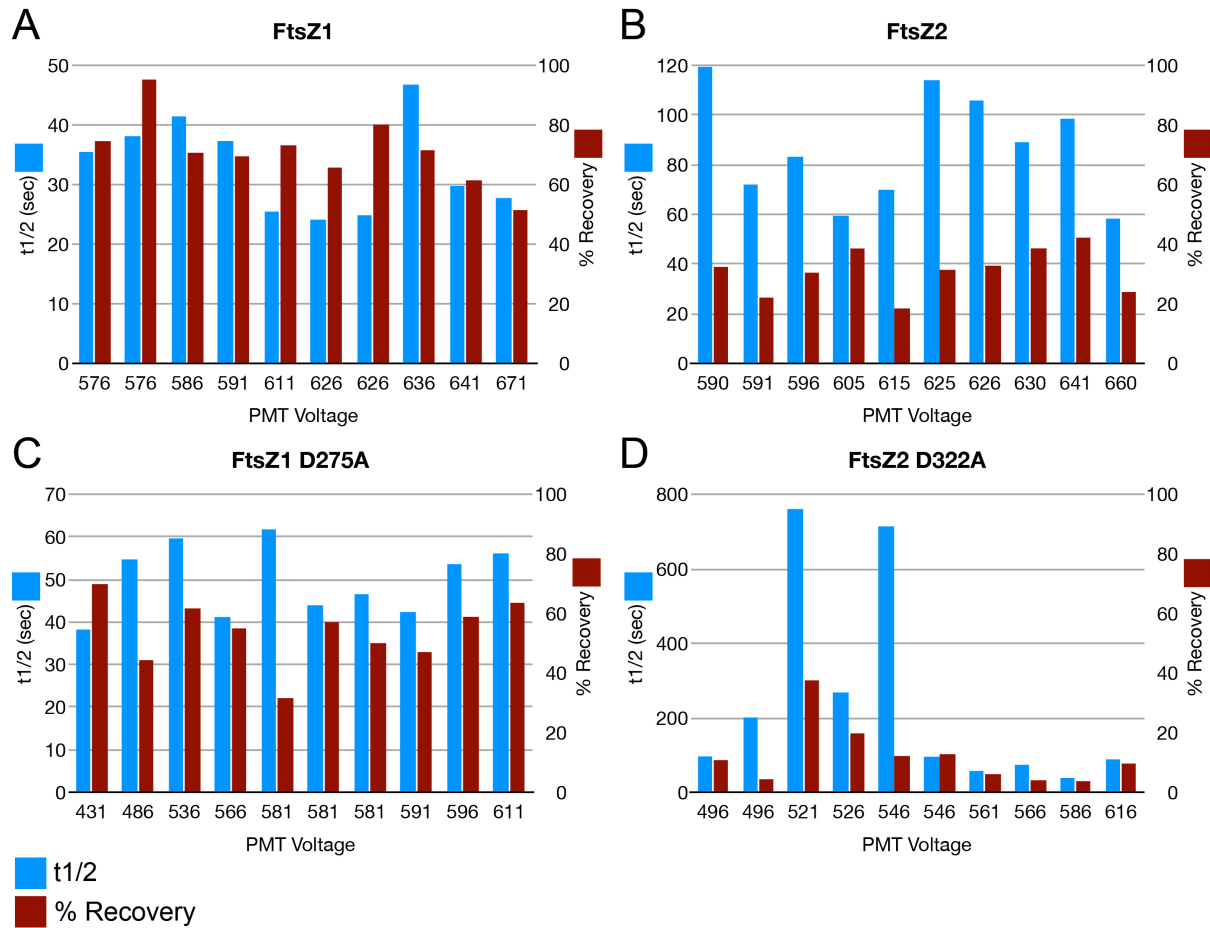 A
FtsZ1
50
40
30
20
10
0
t1/2 (sec)
100
80
60
40
20
0
% Recovery
576 576 586 591 611 626 626 636 641 671
PMT Voltage
B
FtsZ2
120
100
80
60
40
20
0
t1/2 (sec)
100
80
60
40
20
0
% Recovery
590 591 596 605 615 625 626 630 641 660
PMT Voltage
C
FtsZ1 D275A
70
60
50
40
30
20
10
0
t1/2 (sec)
100
80
60
40
20
0
% Recovery
431 486 536 566 581 581 581 591 596 611
PMT Voltage
D
FtsZ2 D322A
800
600
400
200
0
t1/2 (sec)
100
80
60
40
20
0
% Recovery
496 496 521 526 546 546 561 566 586 616
PMT Voltage
t1/2
% Recovery